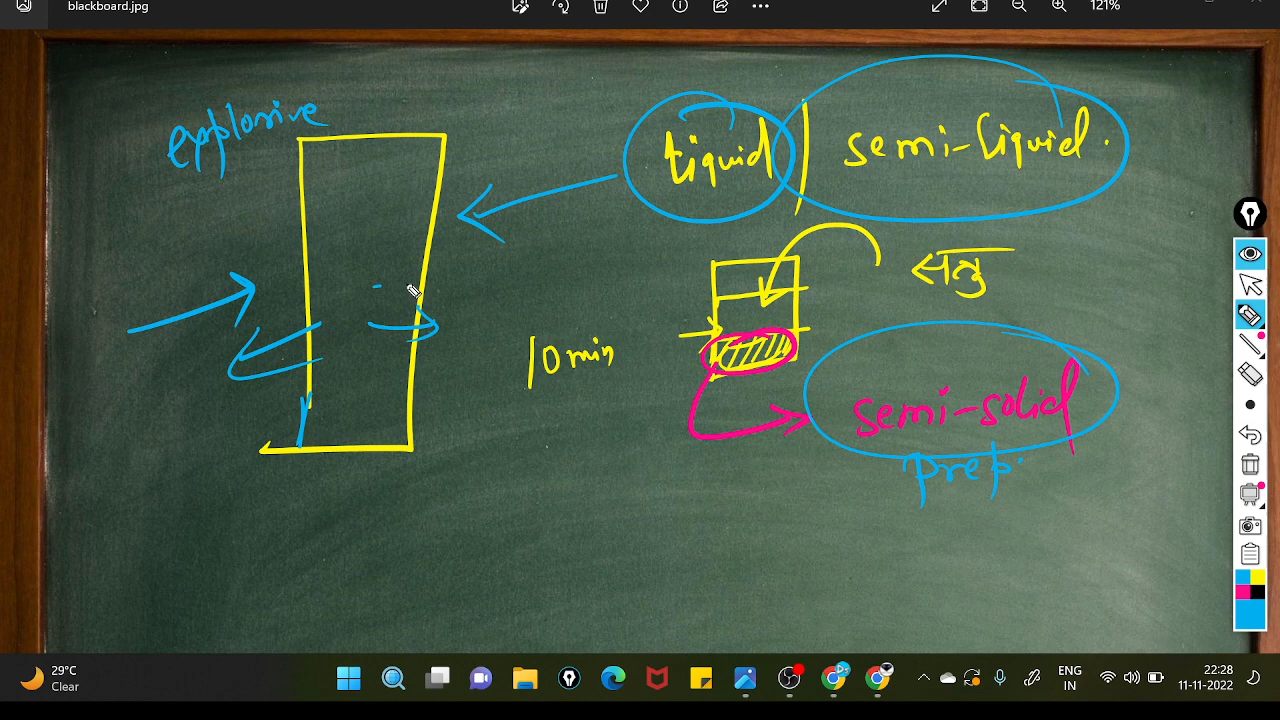 blackboard.jpg
121%
explosive
Liquid | semi-liquid.
10 min
semi-solid
prep.
29°C
Clear
ENG
IN
22:28
11-11-2022